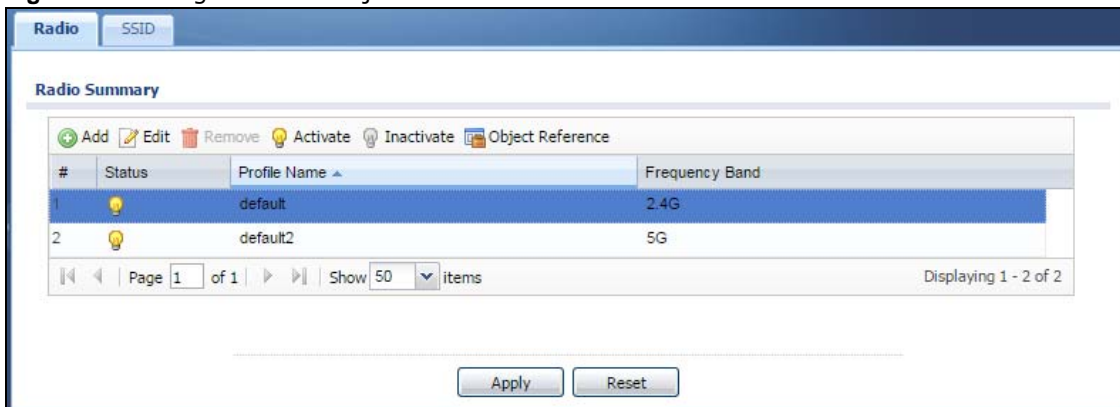 Radio SSID
Radio Summary
Add Edit Remove Activate Inactivate Object Reference
# Status Profile Name Frequency Band
1 default 2.4G
2 default2 5G
Page 1 of 1 Show 50 items Displaying 1 - 2 of 2
Apply Reset